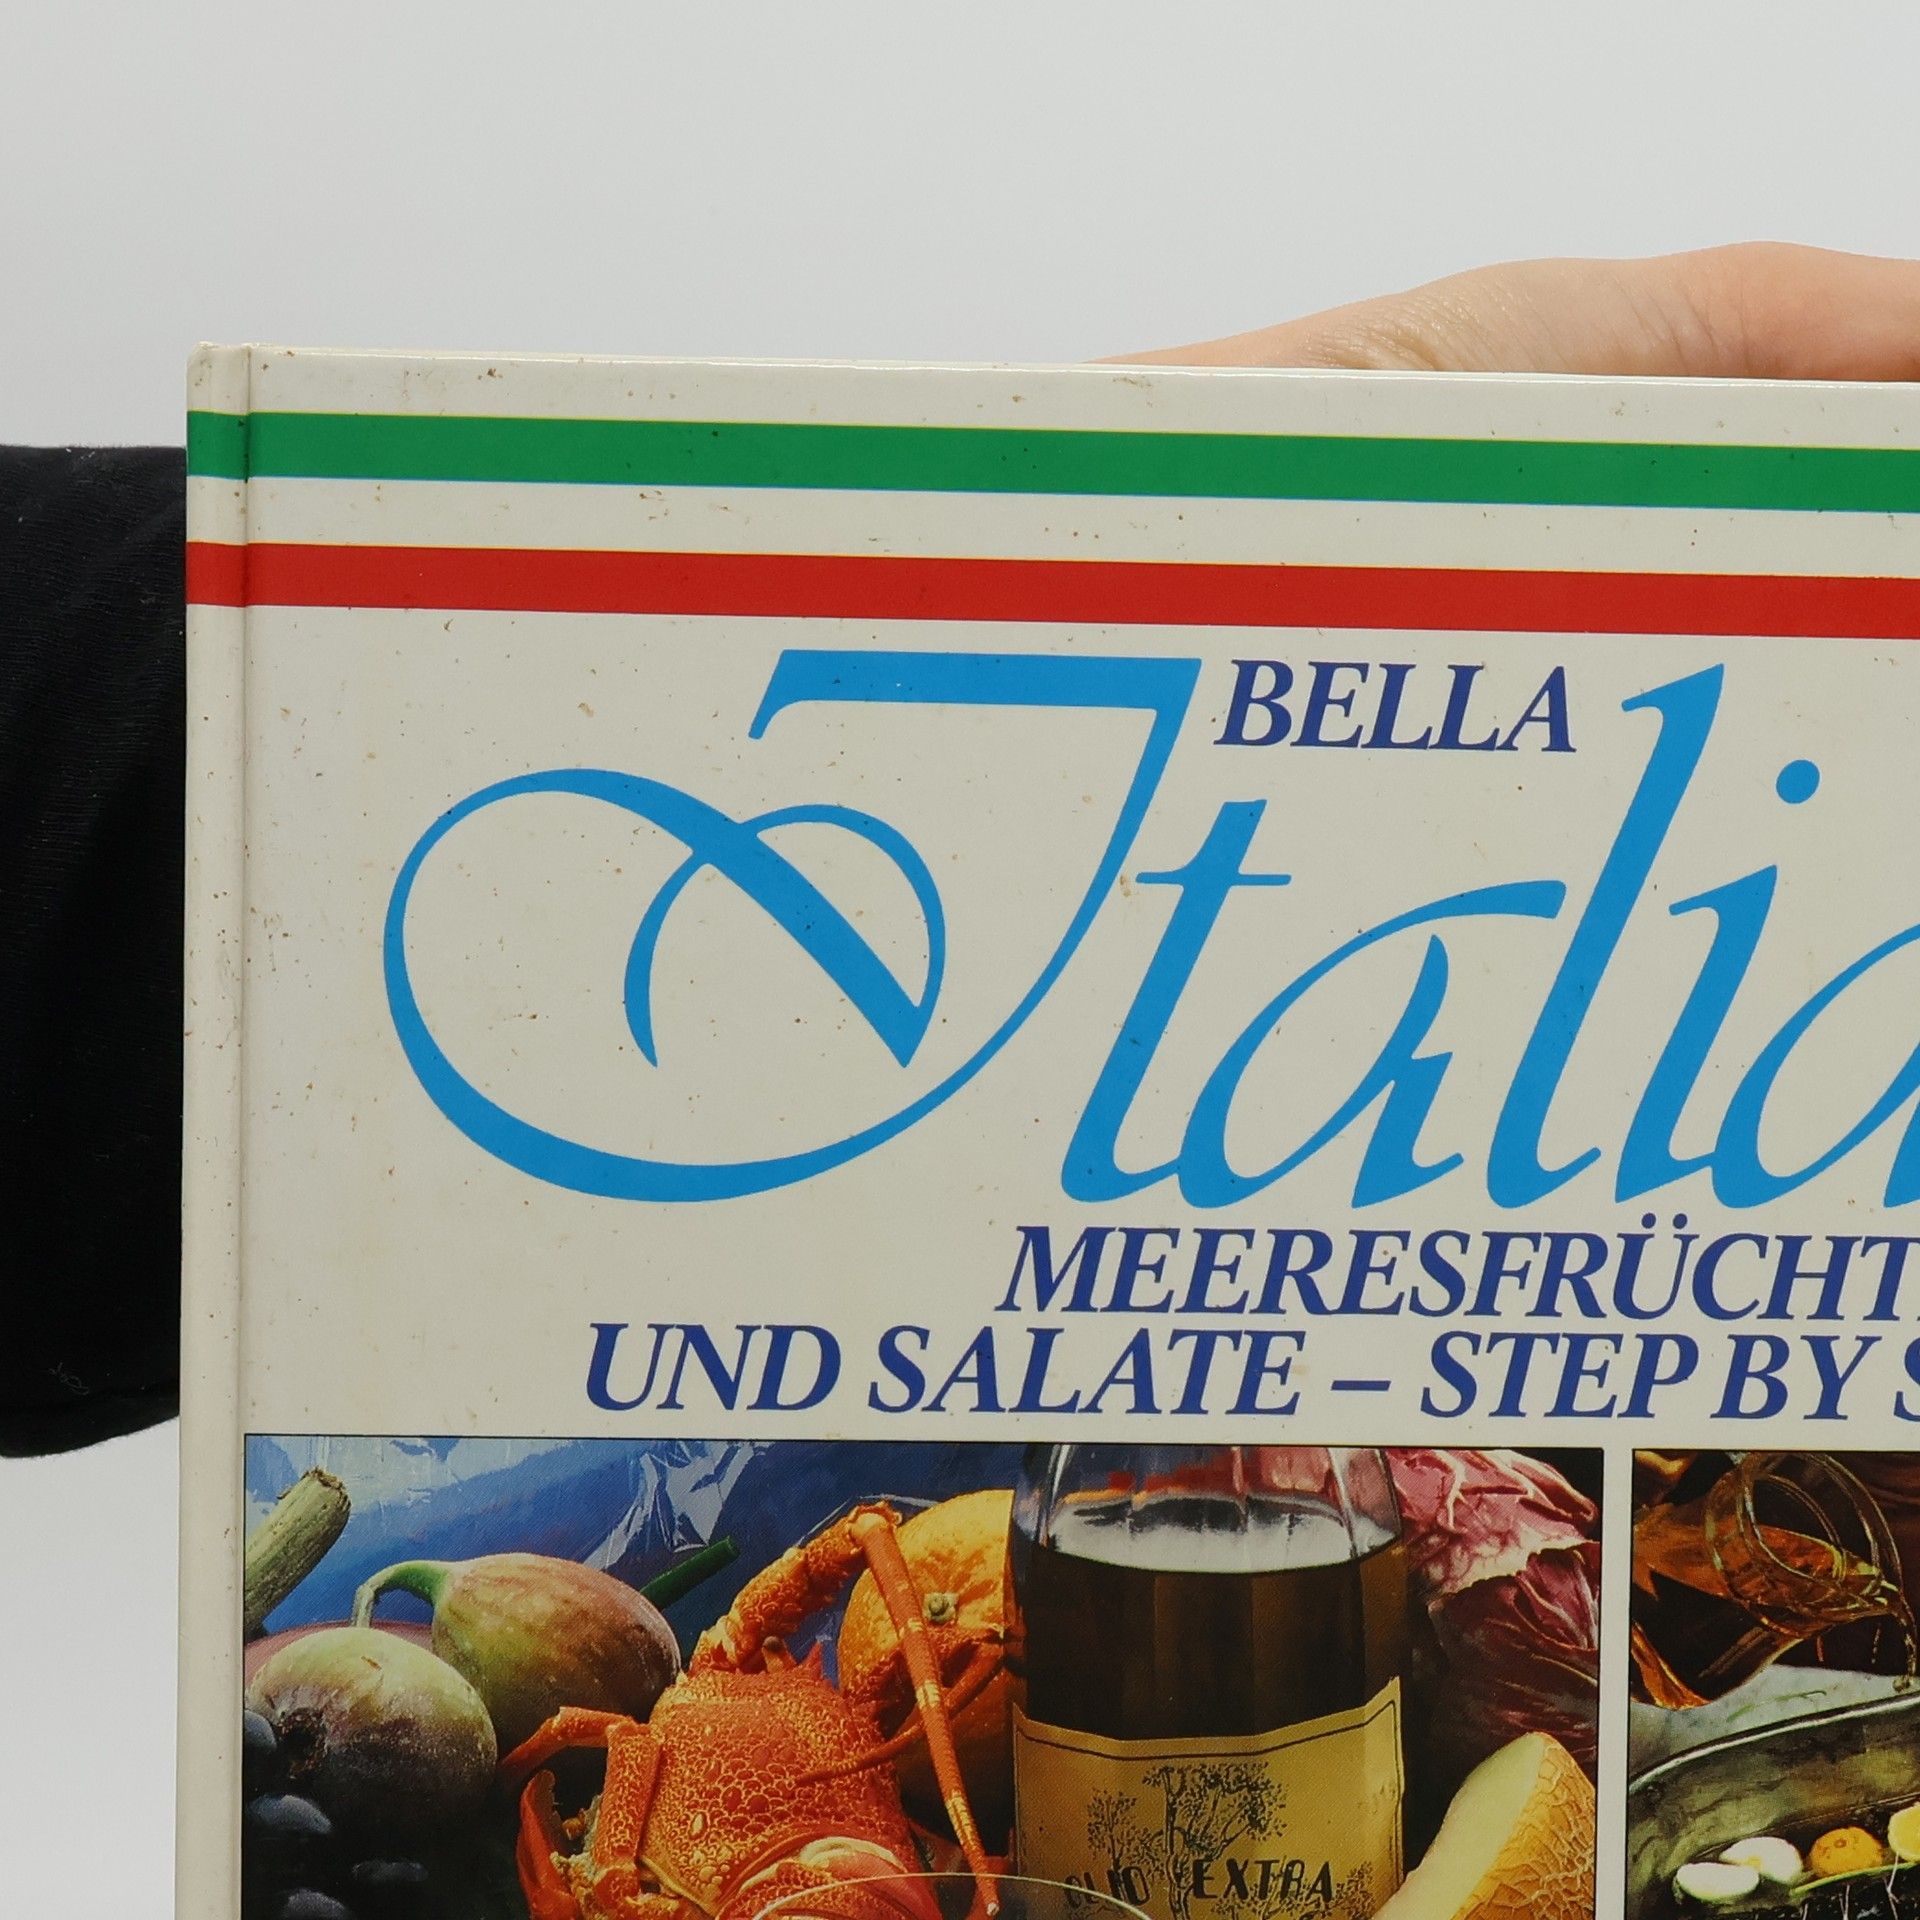 BELLA
Italia
MEERESFRÜCHT
UND SALATE – STEP BY S
OLIO EXTRA